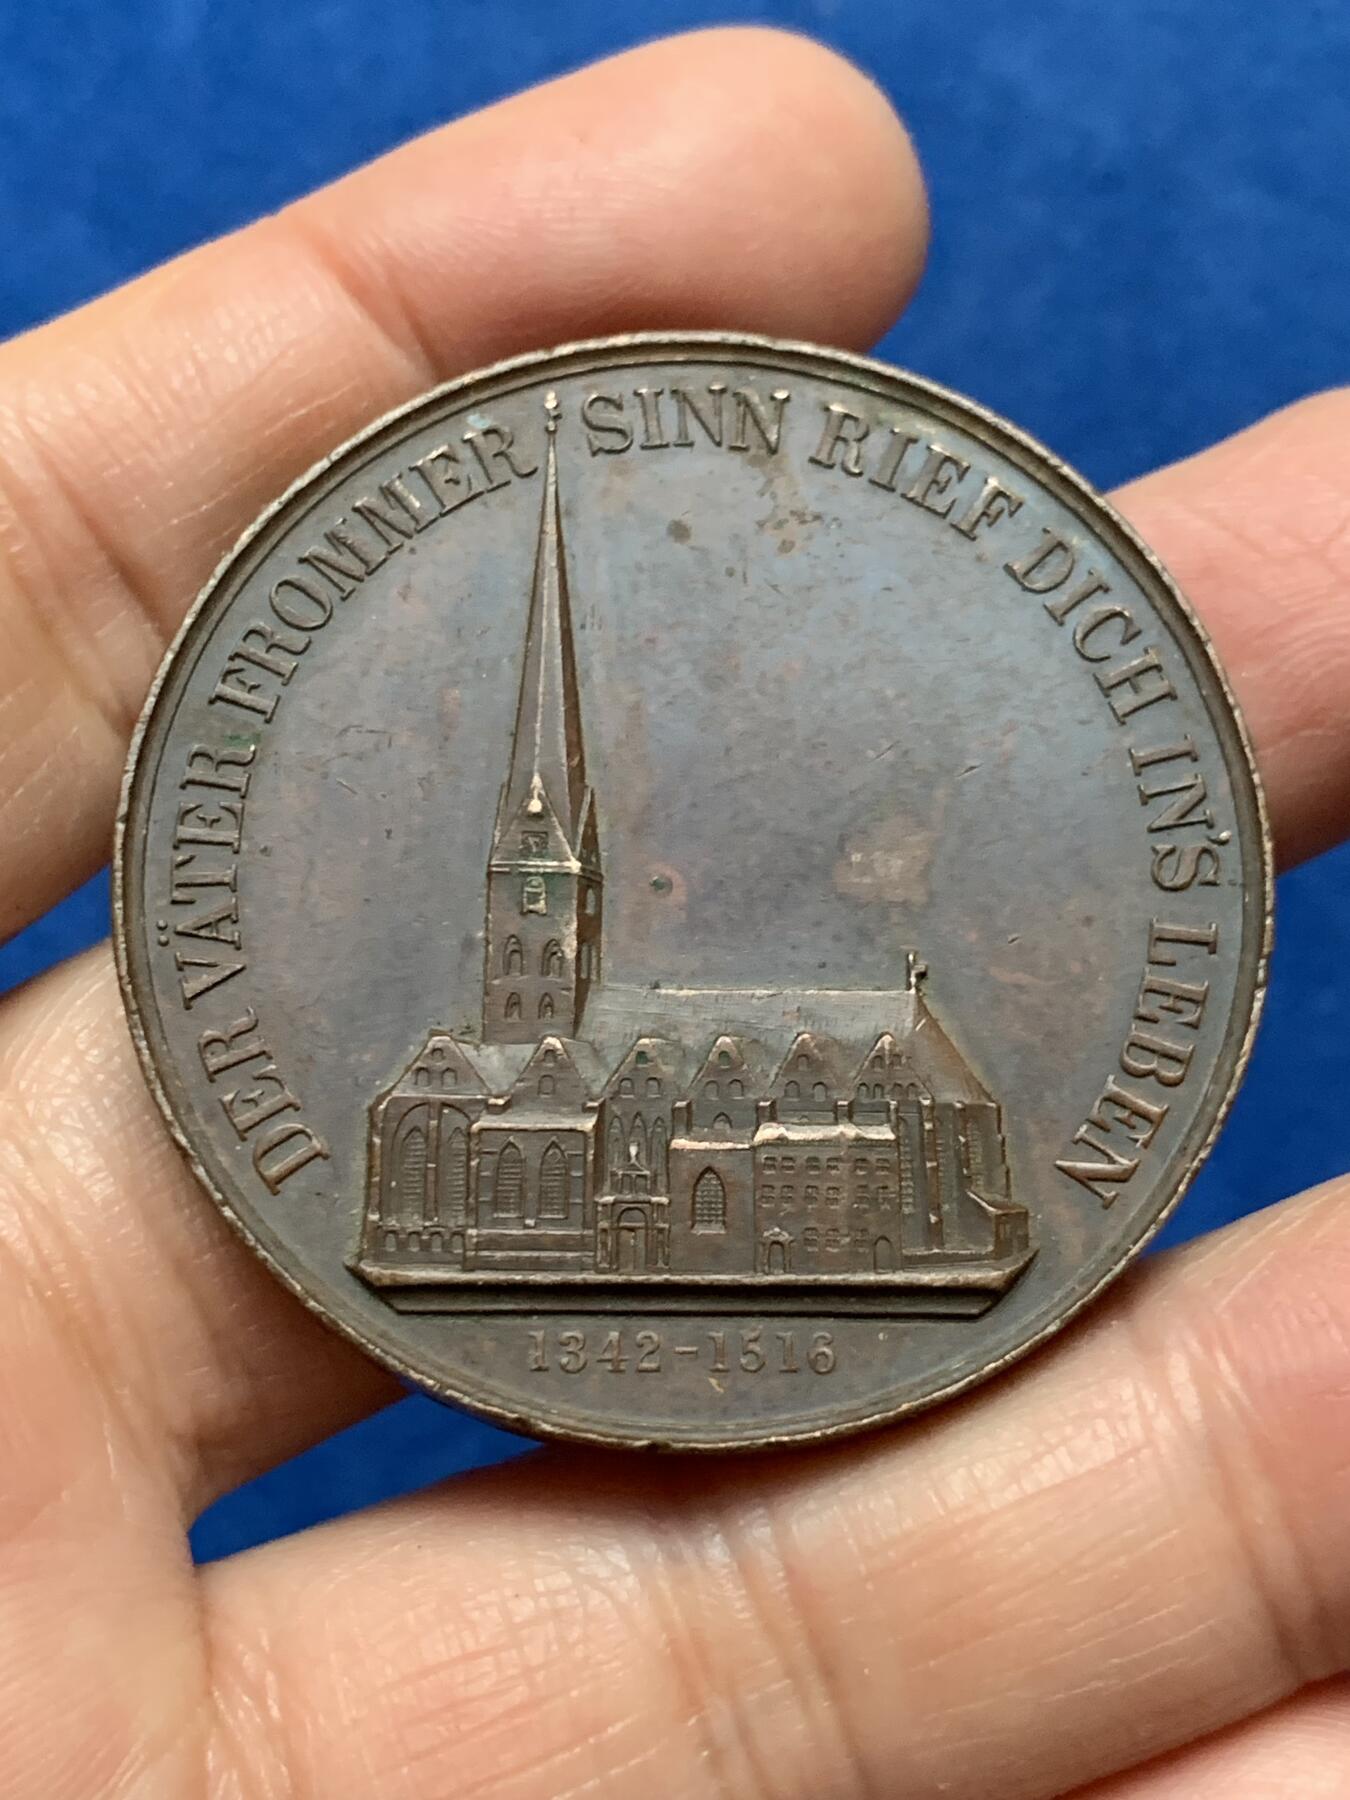 DER VÄTER FROMMER SINN RIEF DICH IN'S LEBEN
1342-1516